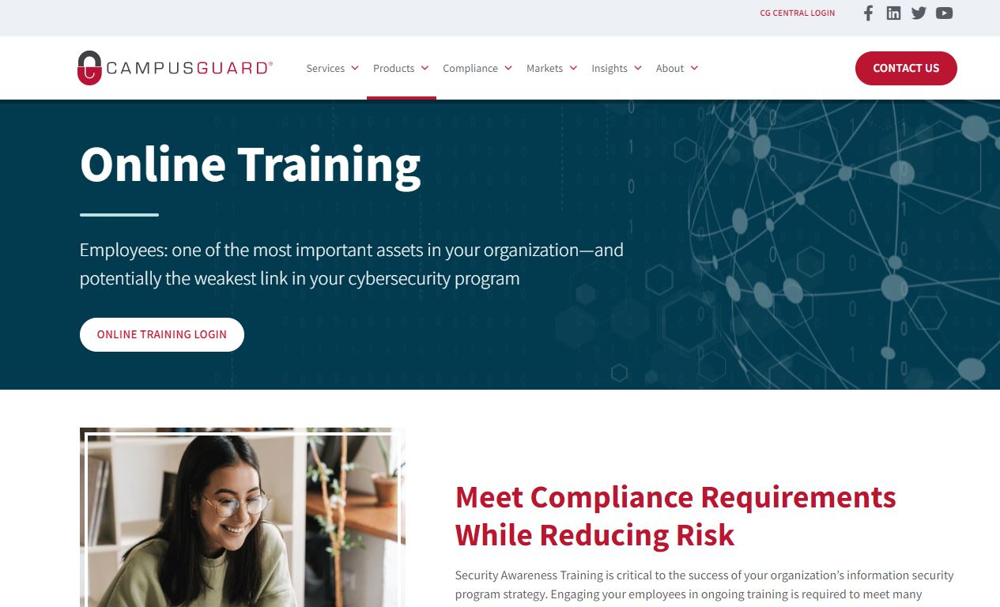 CG CENTRAL LOGIN
CAMPUSGUARD®
Services
Products
Compliance
Markets
Insights
About
CONTACT US
Online Training
Employees: one of the most important assets in your organization—and
potentially the weakest link in your cybersecurity program
ONLINE TRAINING LOGIN
Meet Compliance Requirements
While Reducing Risk
Security Awareness Training is critical to the success of your organization’s information security
program strategy. Engaging your employees in ongoing training is required to meet many